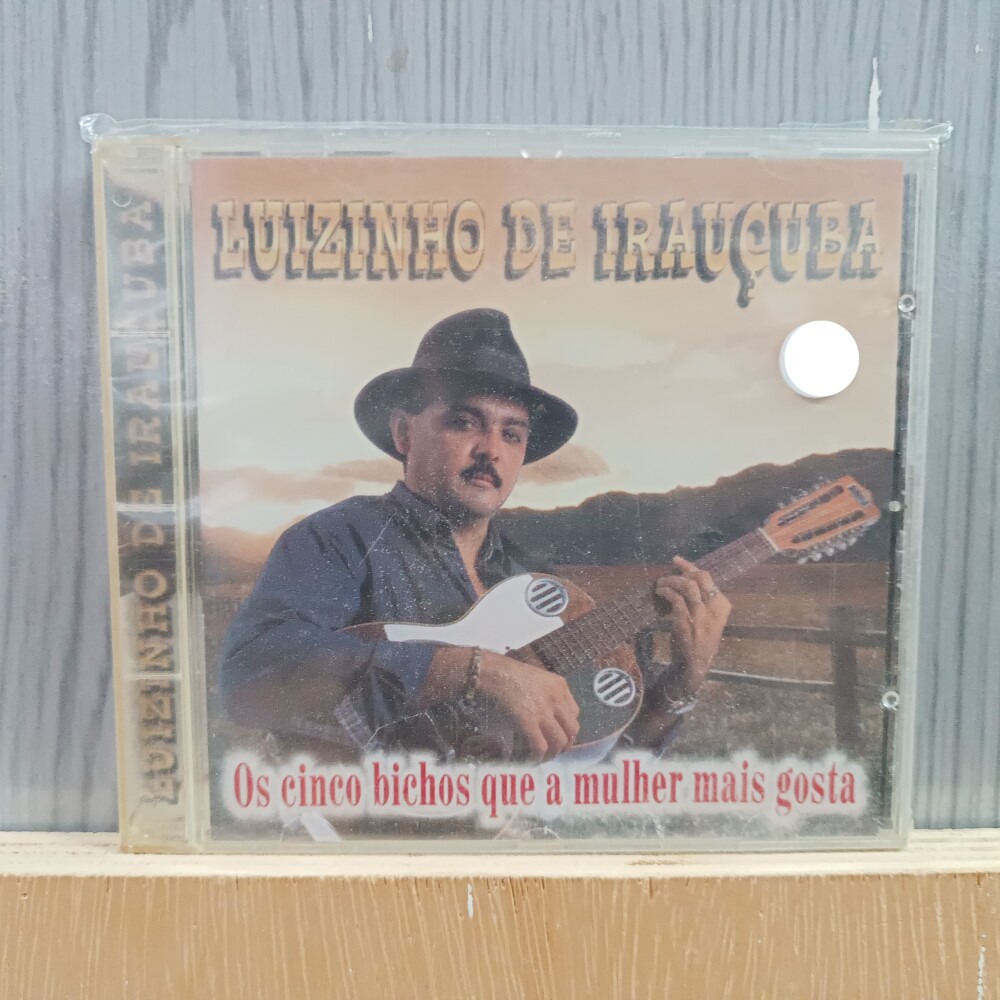 LUIZINHO DE IRAUÇUBA
LUIZINHO DE IRAUÇUBA
Os cinco bichos que a mulher mais gosta